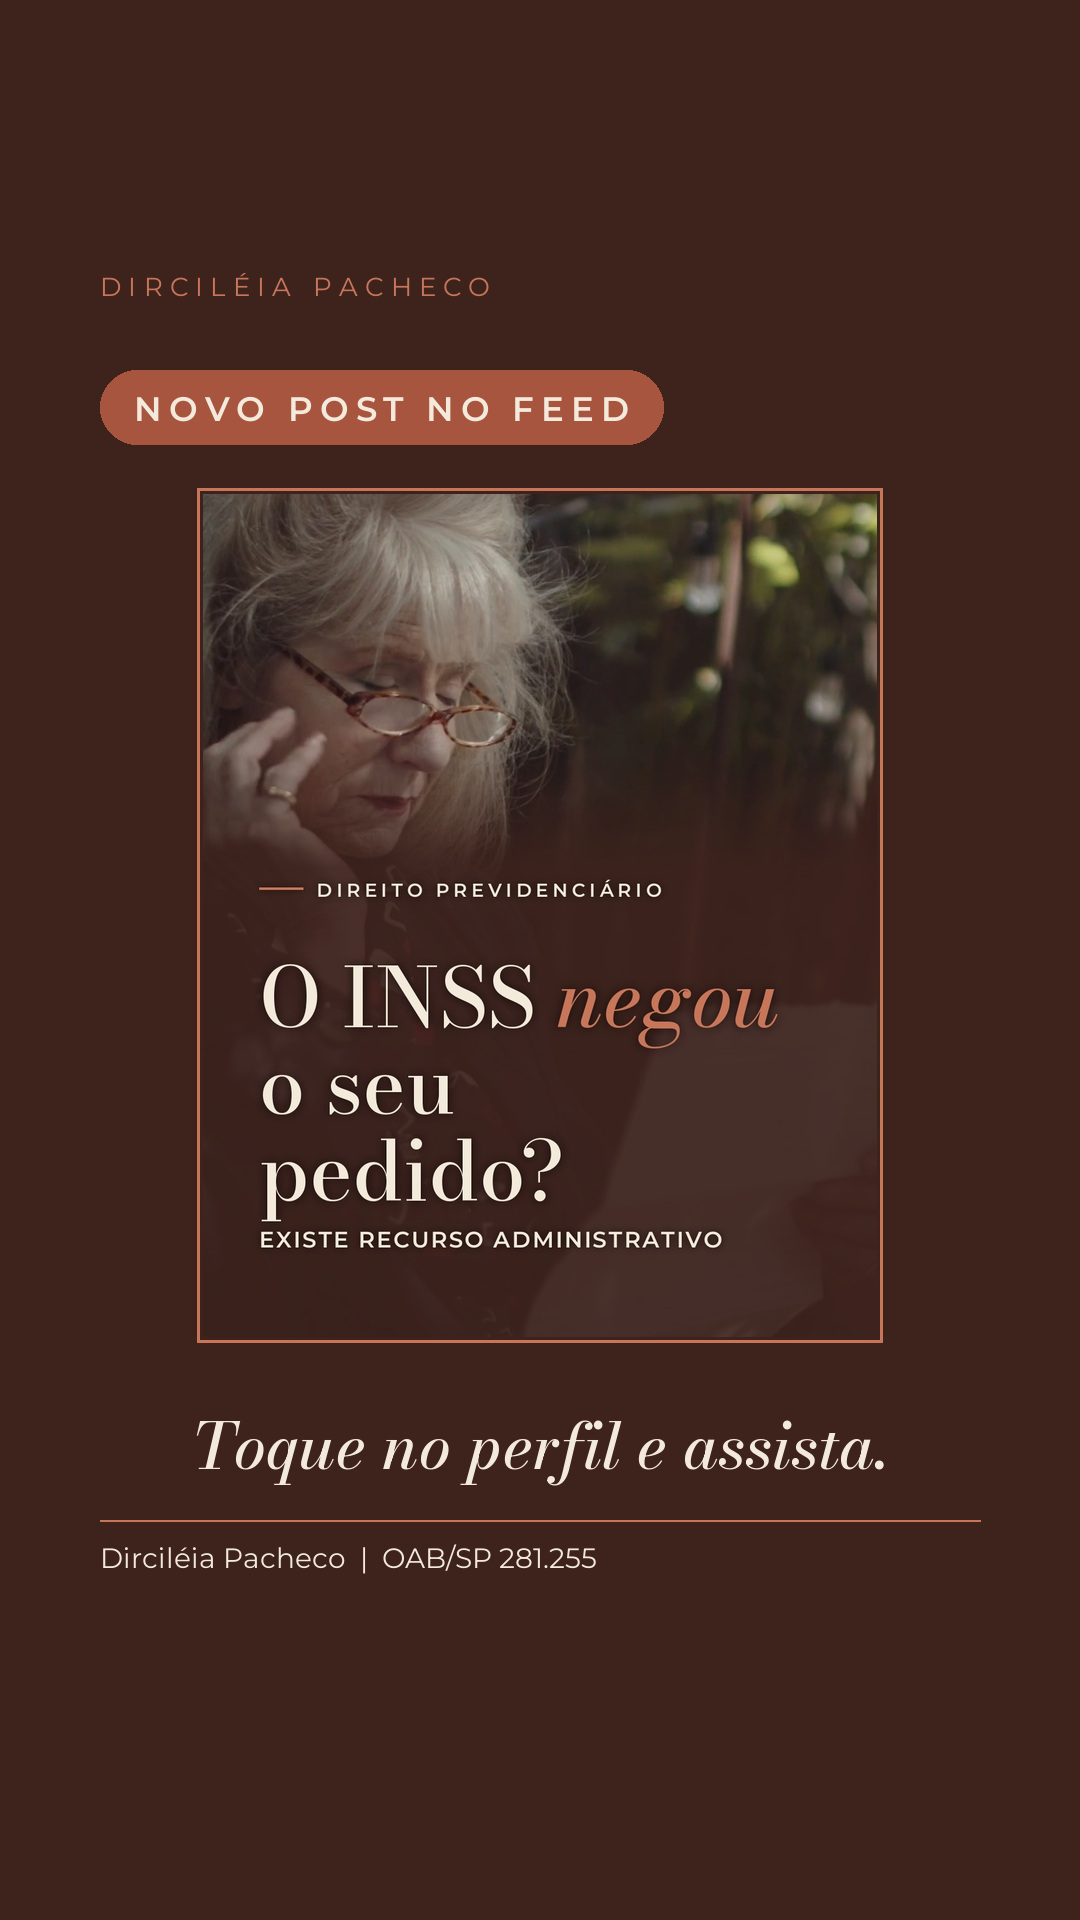 DIRCILÉIA PACHECO
NOVO POST NO FEED
DIREITO PREVIDENCIÁRIO
O INSS negou
o seu
pedido?
EXISTE RECURSO ADMINISTRATIVO
Toque no perfil e assista.
Dirciléia Pacheco | OAB/SP 281.255